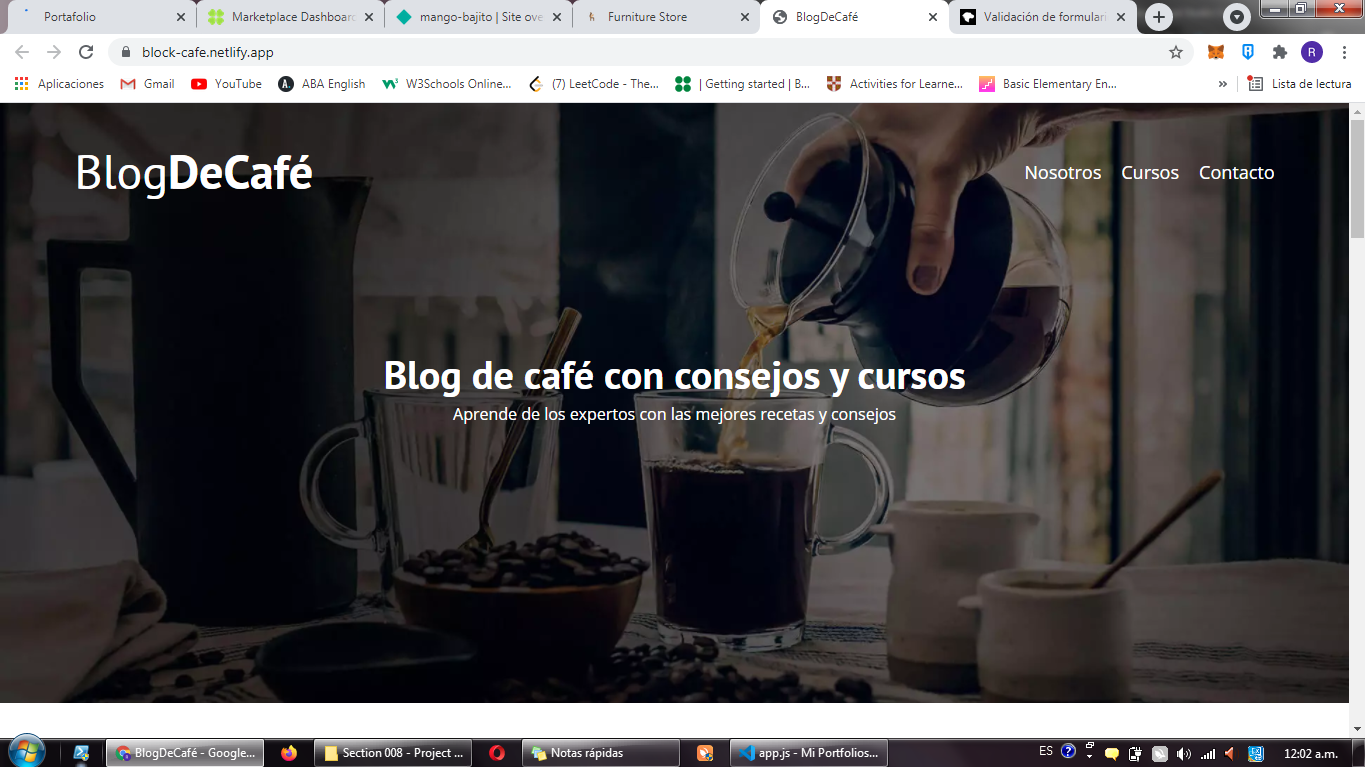 Portafolio
Marketplace Dashboard
mango-bajito | Site ove
Furniture Store
BlogDeCafé
Validación de formulari
block-cafe.netlify.app
R
Aplicaciones
Gmail
YouTube
ABA English
W3Schools Online...
(7) LeetCode - The...
| Getting started | B...
Activities for Learne...
Basic Elementary En...
»
Lista de lectura
BlogDeCafé
Nosotros
Cursos
Contacto
Blog de café con consejos y cursos
Aprende de los expertos con las mejores recetas y consejos
BlogDeCafé - Google...
Section 008 - Project ...
Notas rápidas
app.js - Mi Portfolios...
ES
12:02 a.m.